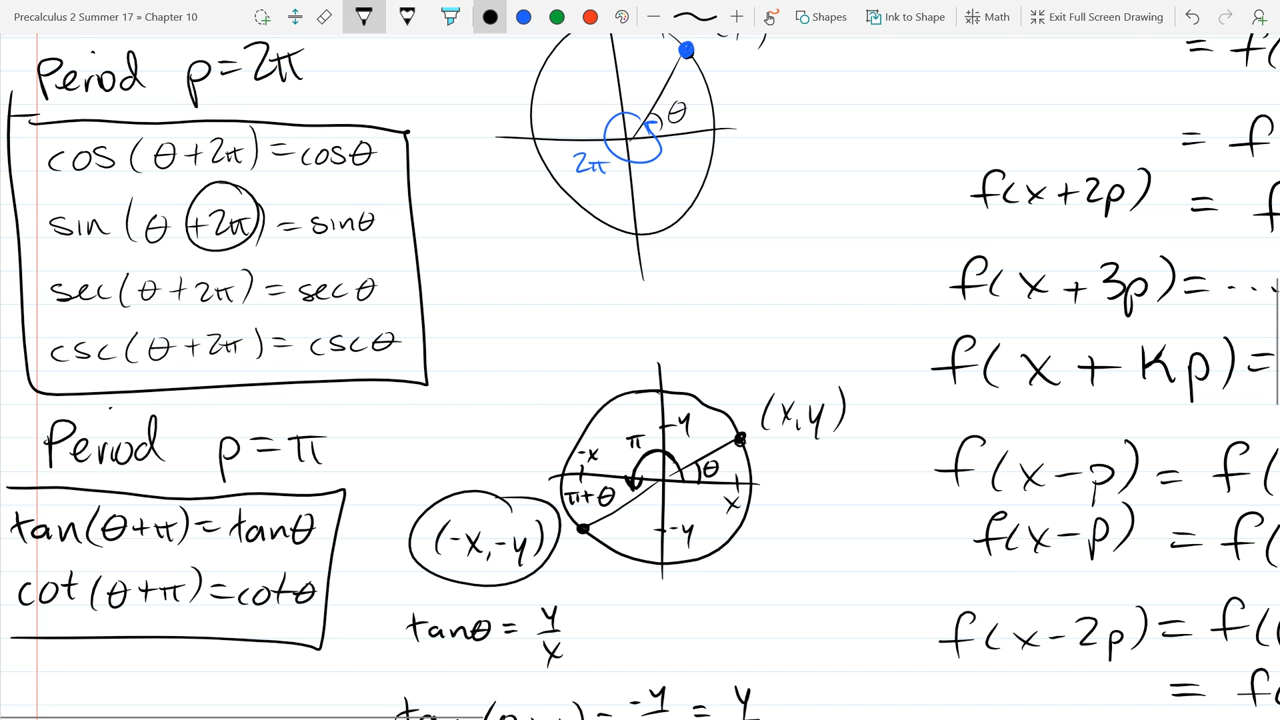 Precalculus 2 Summer 17 » Chapter 10
Shapes
Ink to Shape
Math
Exit Full Screen Drawing
Period p=2π
cos(θ+2π)=cosθ
sin(θ+2π)=sinθ
sec(θ+2π)=secθ
csc(θ+2π)=cscθ
Period p=π
tan(θ+π)=tanθ
cot(θ+π)=cotθ
θ
2π
(x,y)
y
π
-x
θ
π+θ
x
-y
(-x,-y)
tanθ = y/x
-y = y
= f(
= f
f(x+2p) = f
f(x+3p)= ...
f(x+Kp)=
f(x-p)= f(
f(x-p) = f(
f(x-2p)= f(
= f